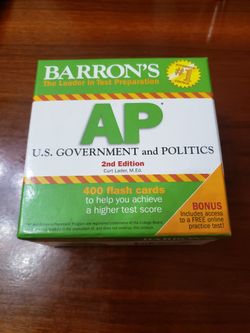 BARRON'S
The Leader in Test Preparation
#1
AP*
U.S. GOVERNMENT and POLITICS
2nd Edition
Curt Lader, M.Ed.
400 flash cards
to help you achieve
a higher test score
BONUS
Includes access
to a FREE online
practice test!